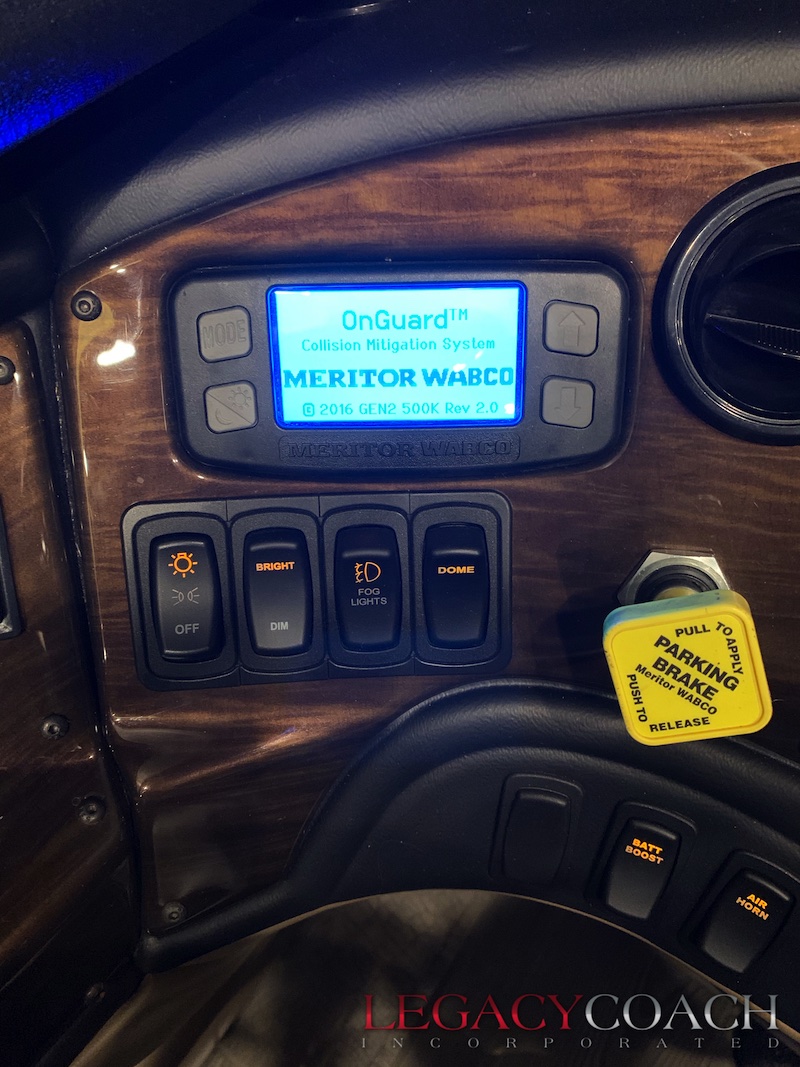 MODE
OnGuard™
Collision Mitigation System
MERITOR WABCO
© 2016 GEN2 500K Rev 2.0
MERITOR WABCO
OFF
BRIGHT
DIM
FOG
LIGHTS
DOME
PULL TO APPLY
PARKING
BRAKE
Meritor WABCO
PUSH TO
RELEASE
BATT
BOOST
AIR
HORN
LEGACYCOACH
INCORPORATED